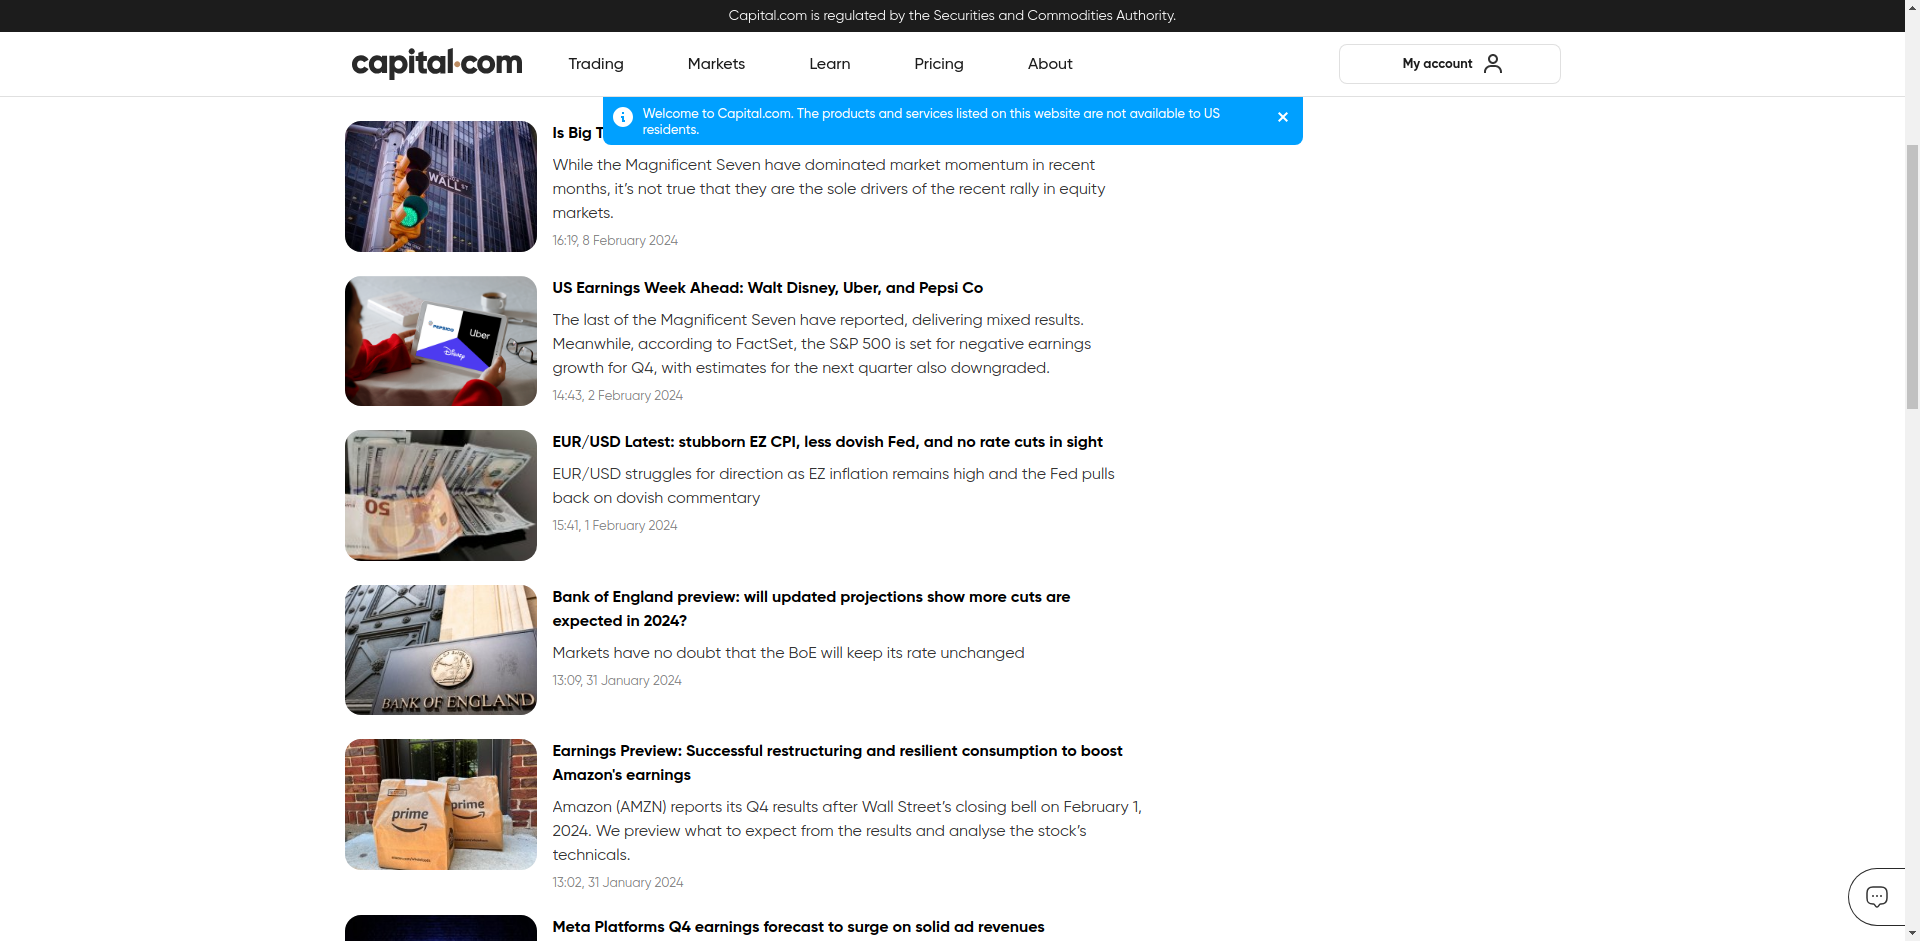 Capital.com is regulated by the Securities and Commodities Authority.
capital.com
Trading
Markets
Learn
Pricing
About
My account
Welcome to Capital.com. The products and services listed on this website are not available to US
residents.
Is Big T
While the Magnificent Seven have dominated market momentum in recent
months, it’s not true that they are the sole drivers of the recent rally in equity
markets.
16:19, 8 February 2024
WALL ST
US Earnings Week Ahead: Walt Disney, Uber, and Pepsi Co
The last of the Magnificent Seven have reported, delivering mixed results.
Meanwhile, according to FactSet, the S&P 500 is set for negative earnings
growth for Q4, with estimates for the next quarter also downgraded.
14:43, 2 February 2024
PEPSICO
Uber
Disney
EUR/USD Latest: stubborn EZ CPI, less dovish Fed, and no rate cuts in sight
EUR/USD struggles for direction as EZ inflation remains high and the Fed pulls
back on dovish commentary
15:41, 1 February 2024
50
Bank of England preview: will updated projections show more cuts are
expected in 2024?
Markets have no doubt that the BoE will keep its rate unchanged
13:09, 31 January 2024
BANK OF ENGLAND
Earnings Preview: Successful restructuring and resilient consumption to boost
Amazon's earnings
Amazon (AMZN) reports its Q4 results after Wall Street’s closing bell on February 1,
2024. We preview what to expect from the results and analyse the stock’s
technicals.
13:02, 31 January 2024
prime
prime
Meta Platforms Q4 earnings forecast to surge on solid ad revenues